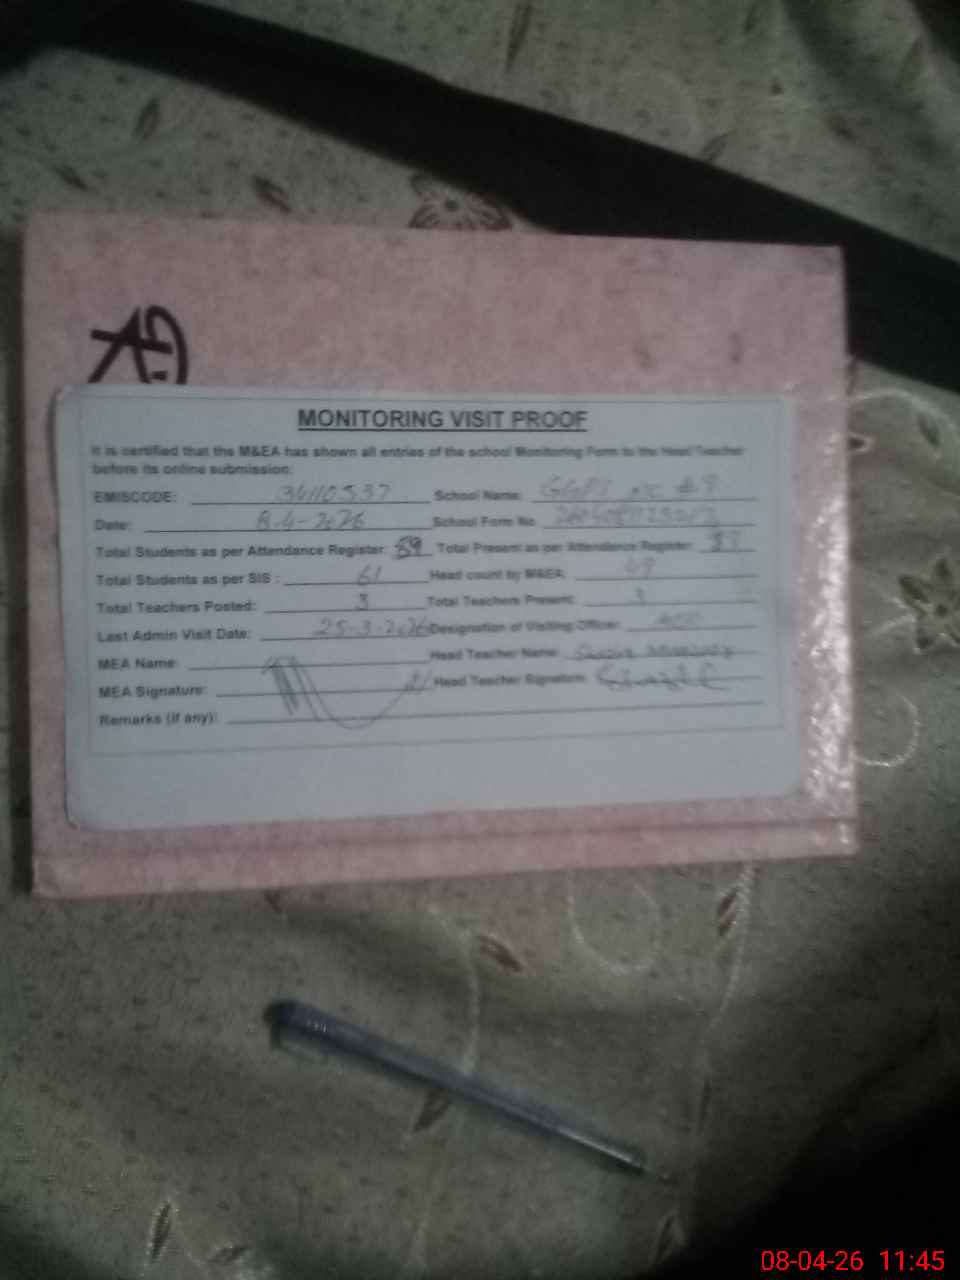 MONITORING VISIT PROOF
It is certified that the M&EA has shown all entries of the school Monitoring Form to the Head Teacher
before its online submission:
EMISCODE: 34110537 School Name:
Date: 8-4-2026 School Form No.
Total Students as per Attendance Register: 59 Total Present as per Attendance Register:
Total Students as per SIS : 61 Head count by M&EA:
Total Teachers Posted: 3 Total Teachers Present: 3
Last Admin Visit Date: 25-3-2026 Designation of Visiting Officer:
MEA Name: Head Teacher Name:
MEA Signature: Head Teacher Signature:
Remarks (if any):
08-04-26 11:45